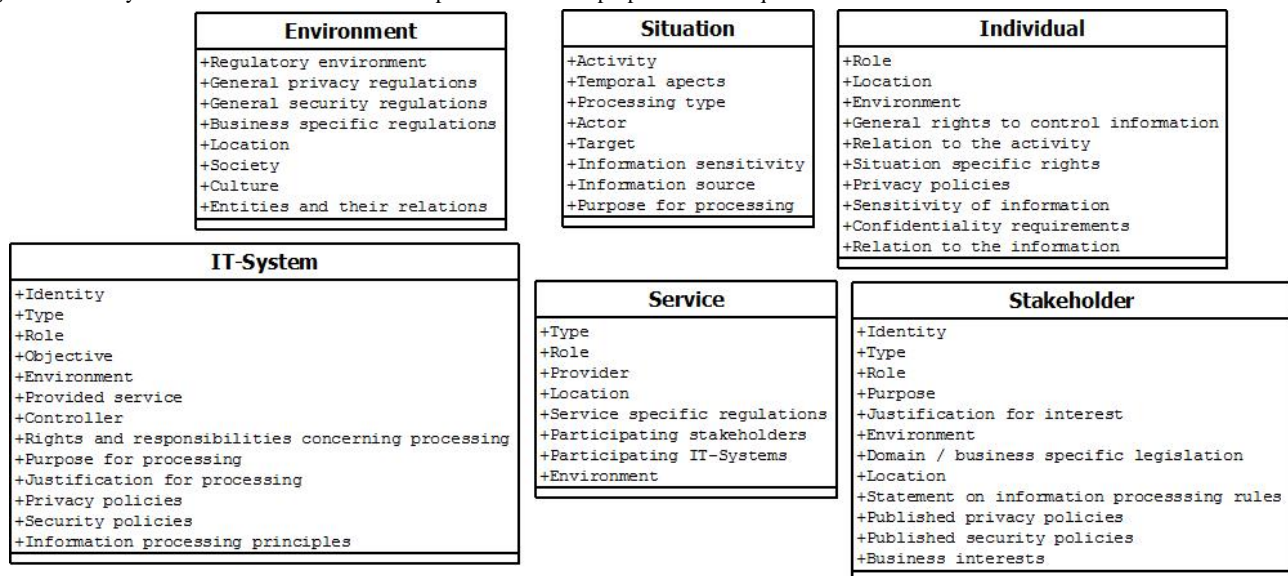 Environment
+Regulatory environment
+General privacy regulations
+General security regulations
+Business specific regulations
+Location
+Society
+Culture
+Entities and their relations
Situation
+Activity
+Temporal apects
+Processing type
+Actor
+Target
+Information sensitivity
+Information source
+Purpose for processing
Individual
+Role
+Location
+Environment
+General rights to control information
+Relation to the activity
+Situation specific rights
+Privacy policies
+Sensitivity of information
+Confidentiality requirements
+Relation to the information
IT-System
+Identity
+Type
+Role
+Objective
+Environment
+Provided service
+Controller
+Rights and responsibilities concerning processing
+Purpose for processing
+Justification for processing
+Privacy policies
+Security policies
+Information processing principles
Service
+Type
+Role
+Provider
+Location
+Service specific regulations
+Participating stakeholders
+Participating IT-Systems
+Environment
Stakeholder
+Identity
+Type
+Role
+Purpose
+Justification for interest
+Environment
+Domain / business specific legislation
+Location
+Statement on information processsing rules
+Published privacy policies
+Published security policies
+Business interests